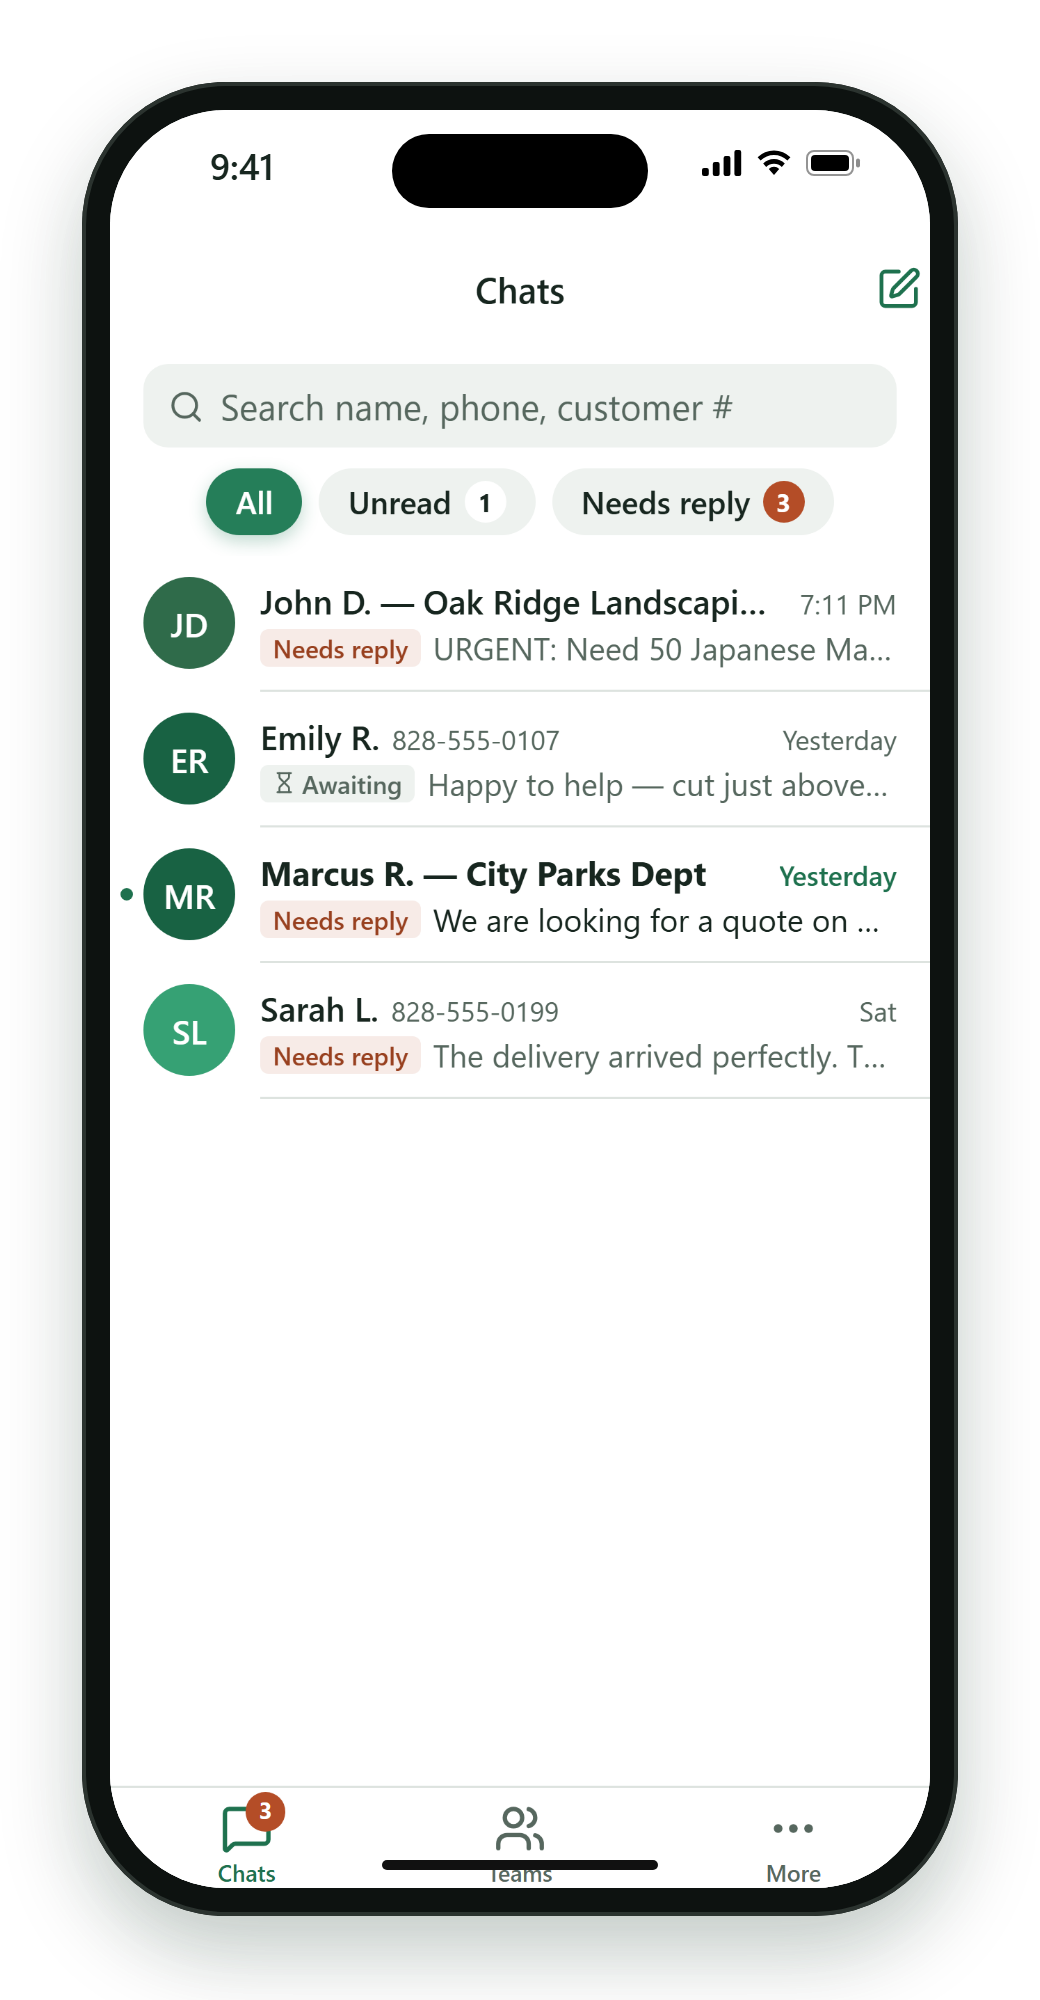 9:41
Chats
Search name, phone, customer #
All Unread 1 Needs reply 3
JD
John D. — Oak Ridge Landscapi... 7:11 PM
Needs reply URGENT: Need 50 Japanese Ma...
ER
Emily R. 828-555-0107 Yesterday
Awaiting Happy to help — cut just above...
MR
Marcus R. — City Parks Dept Yesterday
Needs reply We are looking for a quote on ...
SL
Sarah L. 828-555-0199 Sat
Needs reply The delivery arrived perfectly. T...
3
Chats Teams More